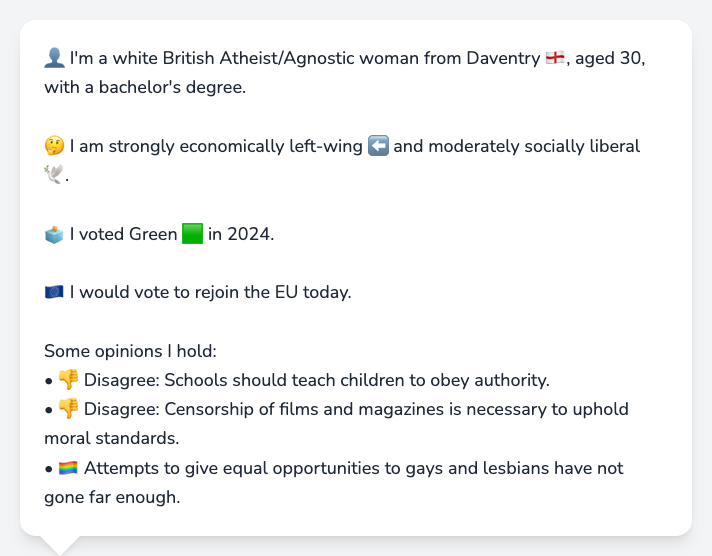 👤 I'm a white British Atheist/Agnostic woman from Daventry 🏴󠁧󠁢󠁥󠁮󠁧󠁿, aged 30,
with a bachelor's degree.
🤔 I am strongly economically left-wing ⬅️ and moderately socially liberal
🕊️.
🗳️ I voted Green 🟩 in 2024.
🇪🇺 I would vote to rejoin the EU today.
Some opinions I hold:
• 👎 Disagree: Schools should teach children to obey authority.
• 👎 Disagree: Censorship of films and magazines is necessary to uphold
moral standards.
• 🏳️‍🌈 Attempts to give equal opportunities to gays and lesbians have not
gone far enough.